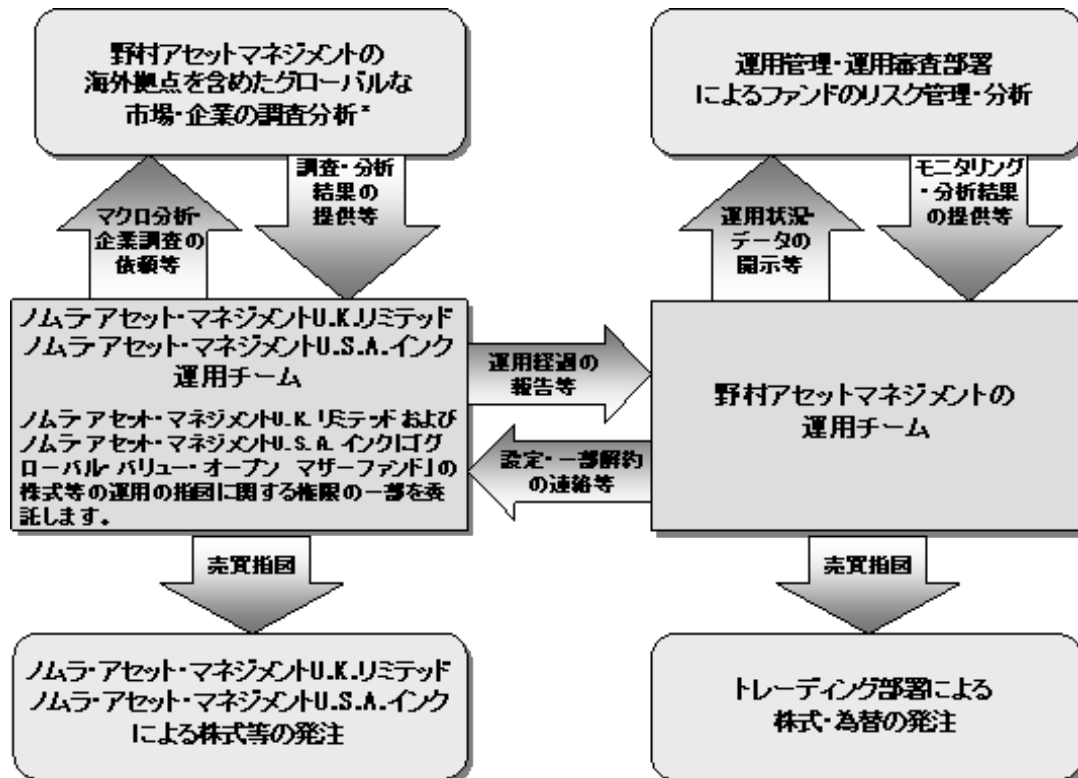 野村アセットマネジメントの
海外拠点を含めたグローバルな
市場・企業の調査分析*
運用管理・運用審査部署
によるファンドのリスク管理・分析
マクロ分析・
企業調査の
依頼等
調査・分析
結果の
提供等
運用状況・
データの
開示等
モニタリング
・分析結果
の提供等
ノムラ・アセット・マネジメントU.K.リミテッド
ノムラ・アセット・マネジメントU.S.A.インク
運用チーム
ノムラ・アセット・マネジメントU.K.リミテッドおよび
ノムラ・アセット・マネジメントU.S.A.インクに「グ
ローバル・バリュー・オープン マザーファンド」の
株式等の運用の指図に関する権限の一部を委
託します。
運用経過の
報告等
設定・一部解約
の連絡等
野村アセットマネジメントの
運用チーム
売買指図
売買指図
ノムラ・アセット・マネジメントU.K.リミテッド
ノムラ・アセット・マネジメントU.S.A.インク
による株式等の発注
トレーディング部署による
株式・為替の発注